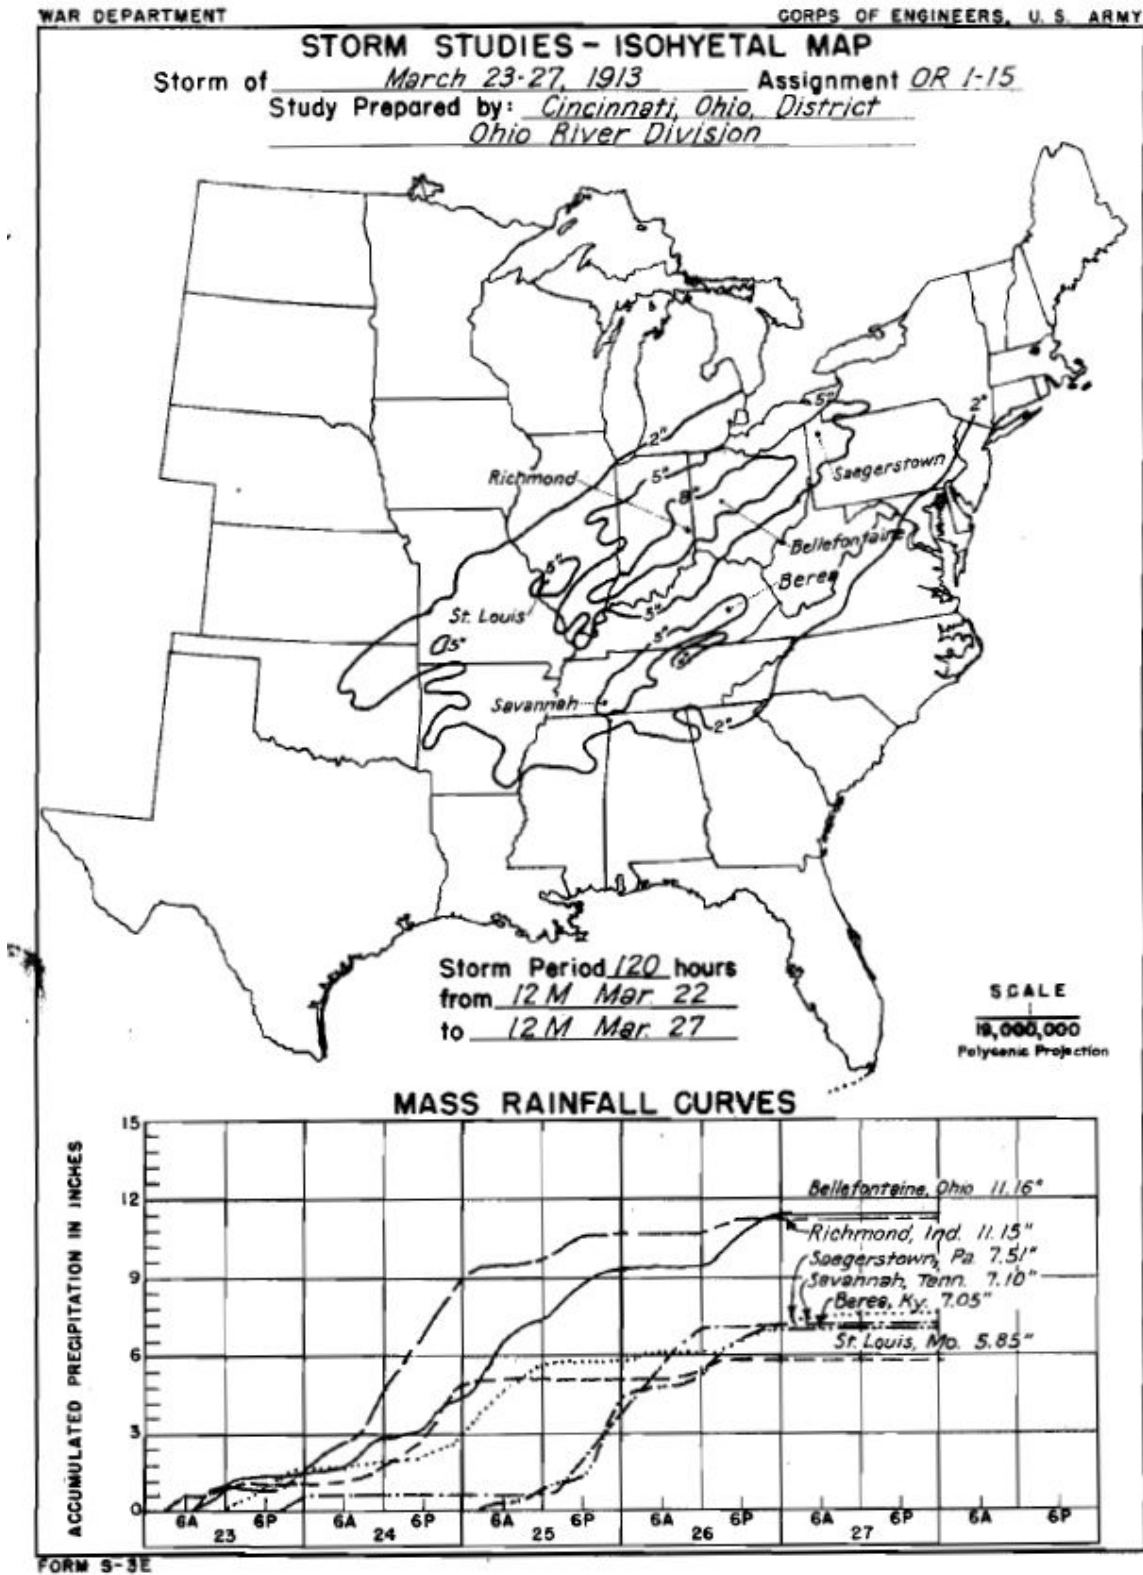 WAR DEPARTMENT CORPS OF ENGINEERS, U. S. ARMY
STORM STUDIES - ISOHYETAL MAP
Storm of March 23-27, 1913 Assignment OR 1-15
Study Prepared by: Cincinnati, Ohio, District
Ohio River Division
2"
5"
2"
Saegerstown
Richmond
5"
8"
Bellefontaine
Berea
5"
St. Louis
5"
5"
5"
5"
Savannah
2"
Storm Period 120 hours
from 12 M Mar. 22
to 12 M Mar. 27
SCALE
1
19,000,000
Polyconic Projection
MASS RAINFALL CURVES
ACCUMULATED PRECIPITATION IN INCHES
15
12
9
6
3
0
Bellefontaine, Ohio 11.16"
Richmond, Ind. 11.15"
Saegerstown, Pa. 7.51"
Savannah, Tenn. 7.10"
Berea, Ky. 7.05"
St. Louis, Mo. 5.85"
6A 6P 6A 6P 6A 6P 6A 6P 6A 6P 6A 6P
23 24 25 26 27
FORM S-3E